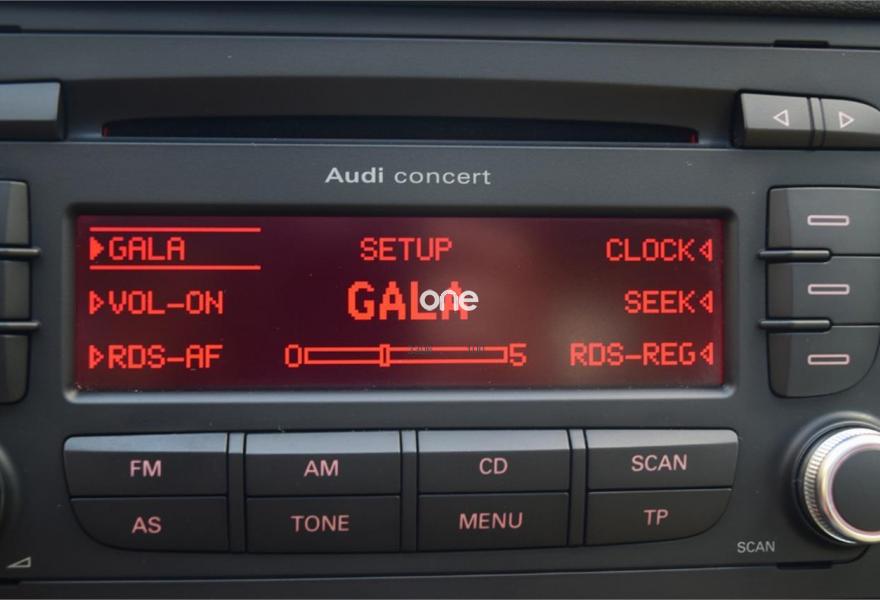 Audi concert
GALA SETUP CLOCK
VOL-ON GALA SEEK
one
RDS-AF 0 5 RDS-REG
FM AM CD SCAN
AS TONE MENU TP
SCAN